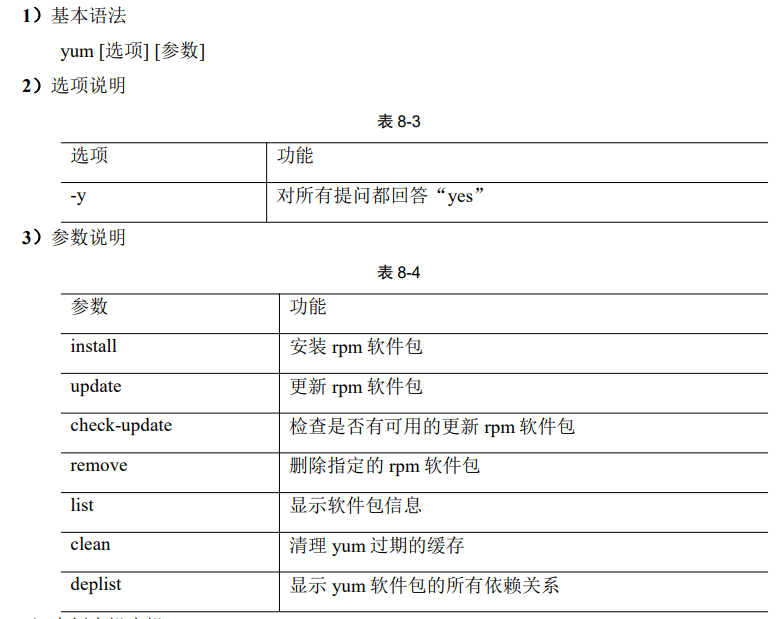 1）基本语法
yum [选项] [参数]
2）选项说明
表 8-3
选项 功能
-y 对所有提问都回答“yes”
3）参数说明
表 8-4
参数 功能
install 安装 rpm 软件包
update 更新 rpm 软件包
check-update 检查是否有可用的更新 rpm 软件包
remove 删除指定的 rpm 软件包
list 显示软件包信息
clean 清理 yum 过期的缓存
deplist 显示 yum 软件包的所有依赖关系